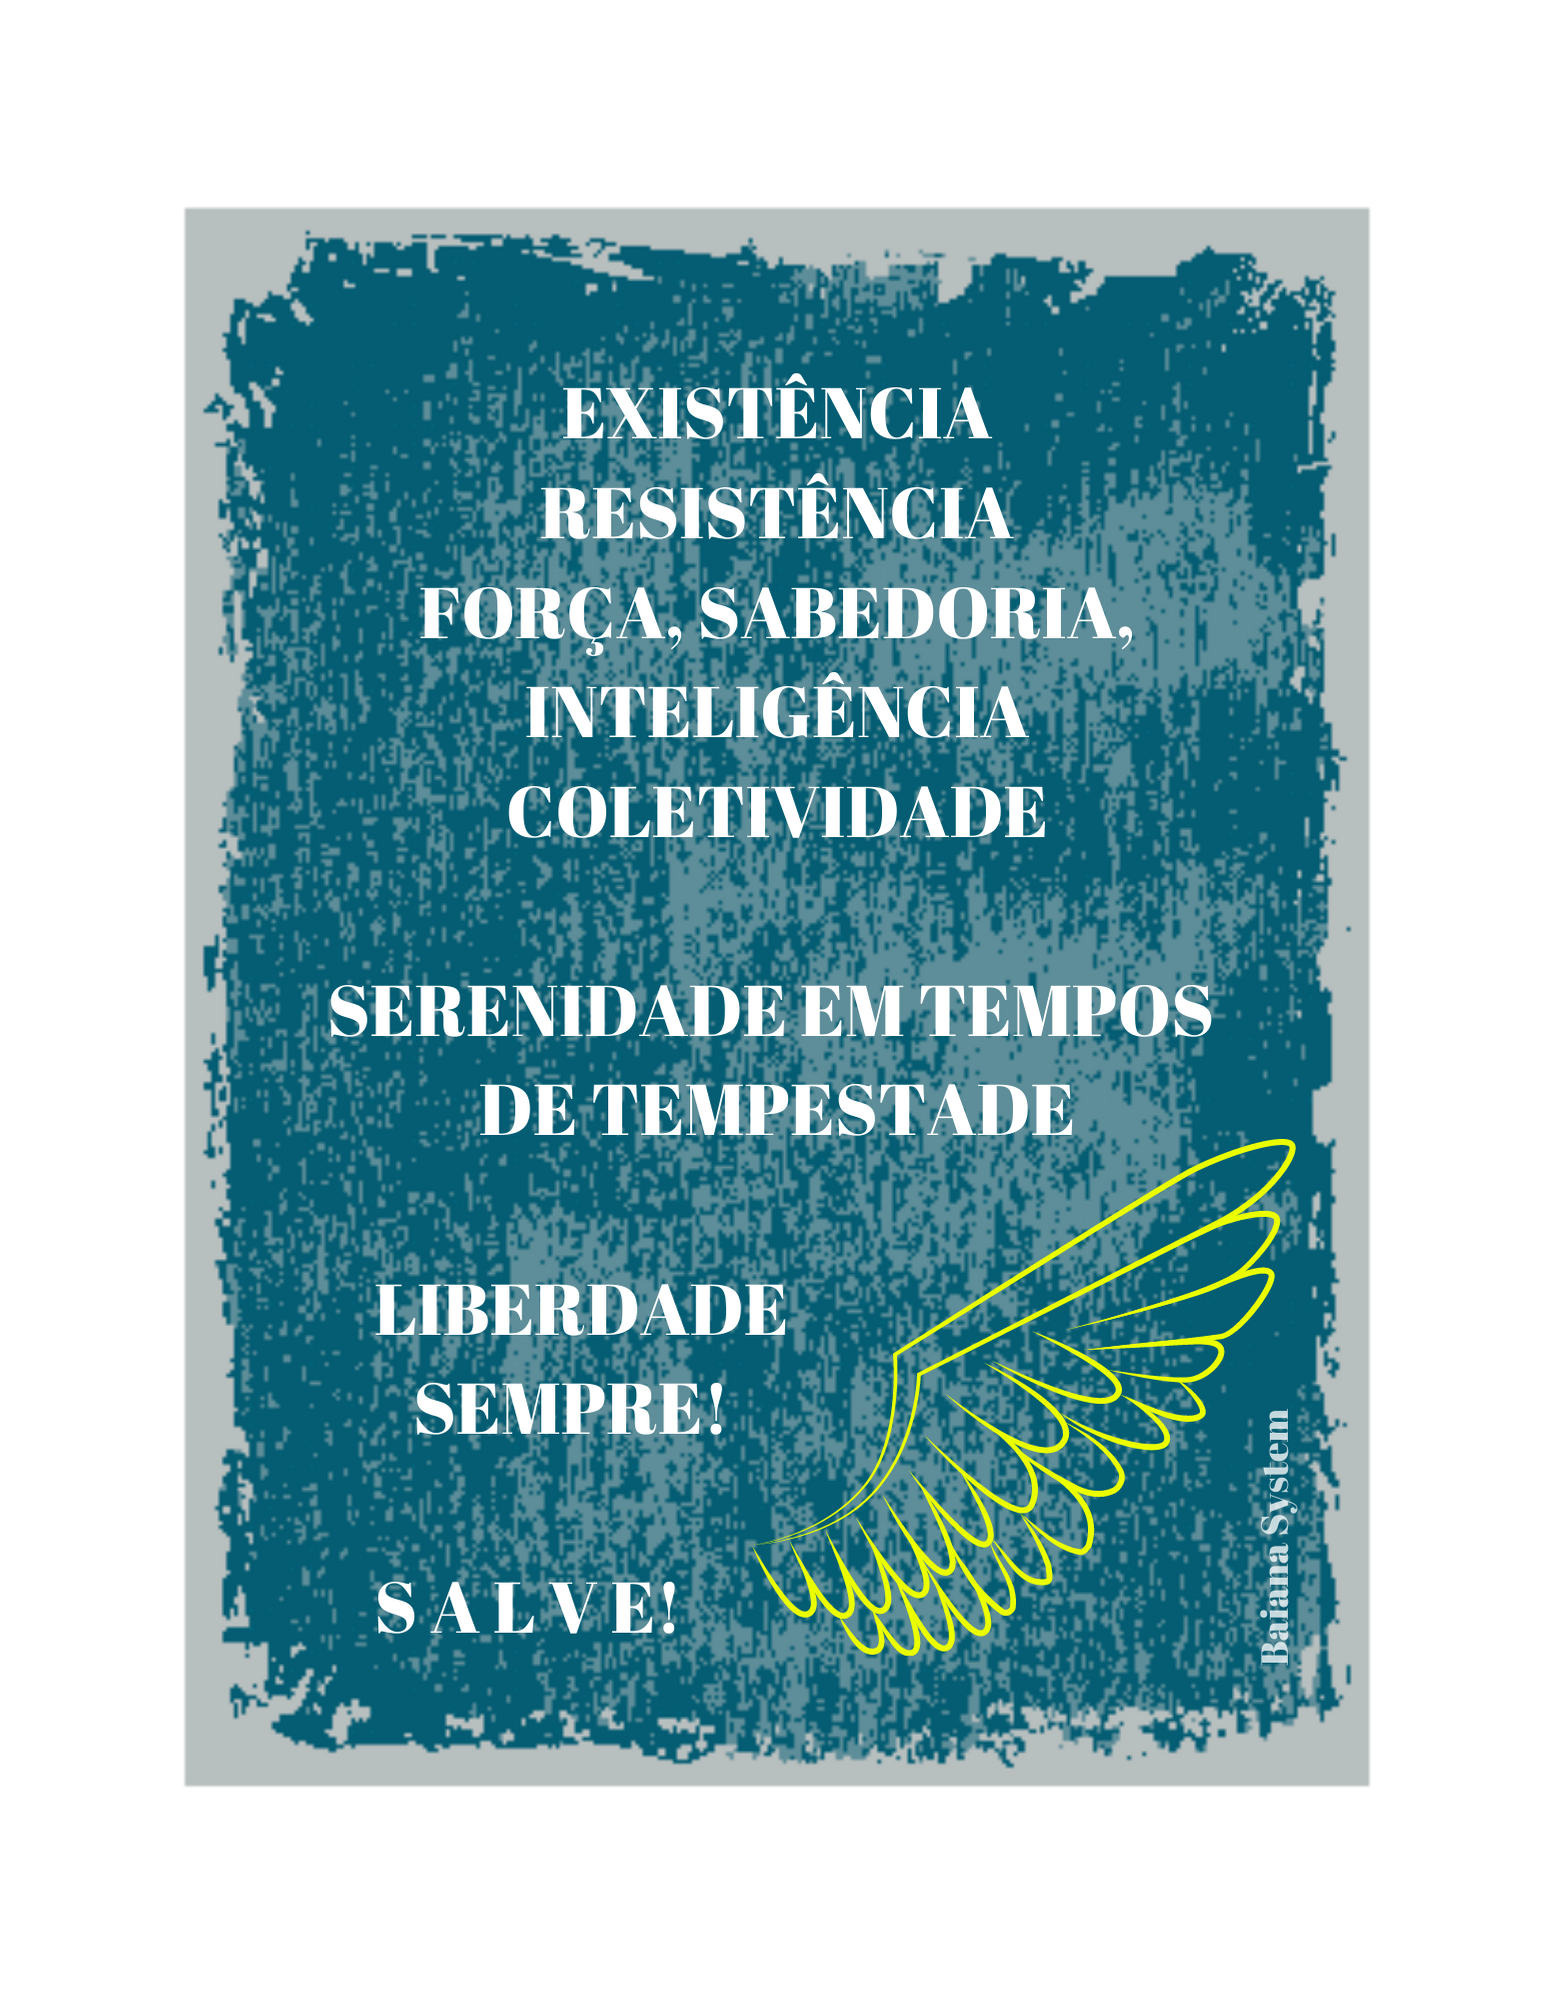 EXISTÊNCIA
RESISTÊNCIA
FORÇA, SABEDORIA,
INTELIGÊNCIA
COLETIVIDADE
SERENIDADE EM TEMPOS
DE TEMPESTADE
LIBERDADE
SEMPRE!
S A L V E!
Baiana System